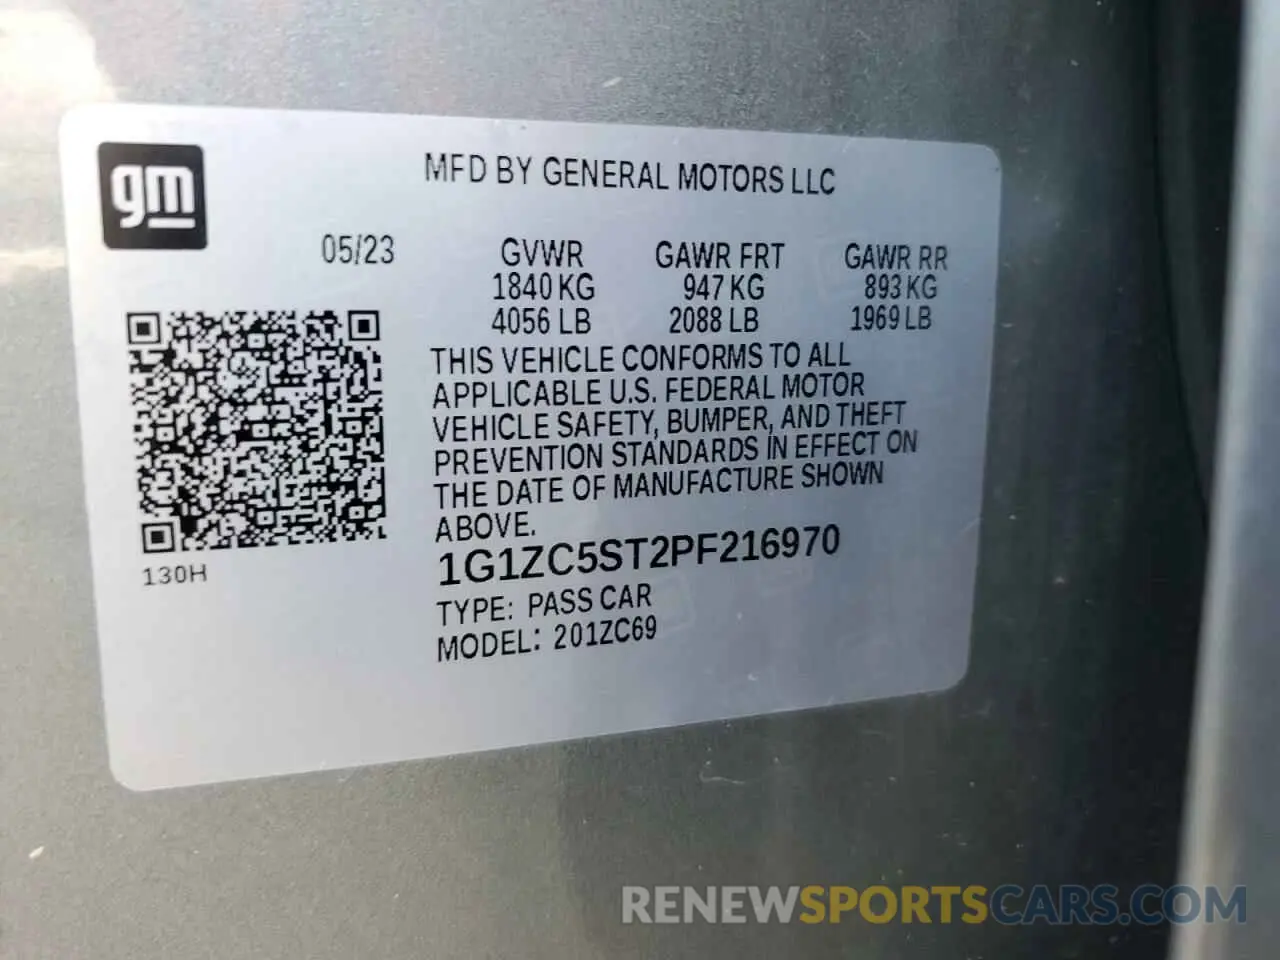 gm
MFD BY GENERAL MOTORS LLC
05/23 GVWR GAWR FRT GAWR RR
1840 KG 947 KG 893 KG
4056 LB 2088 LB 1969 LB
THIS VEHICLE CONFORMS TO ALL
APPLICABLE U.S. FEDERAL MOTOR
VEHICLE SAFETY, BUMPER, AND THEFT
PREVENTION STANDARDS IN EFFECT ON
THE DATE OF MANUFACTURE SHOWN
ABOVE.
130H
1G1ZC5ST2PF216970
TYPE: PASS CAR
MODEL: 201ZC69
RENEWSPORTSCARS.COM